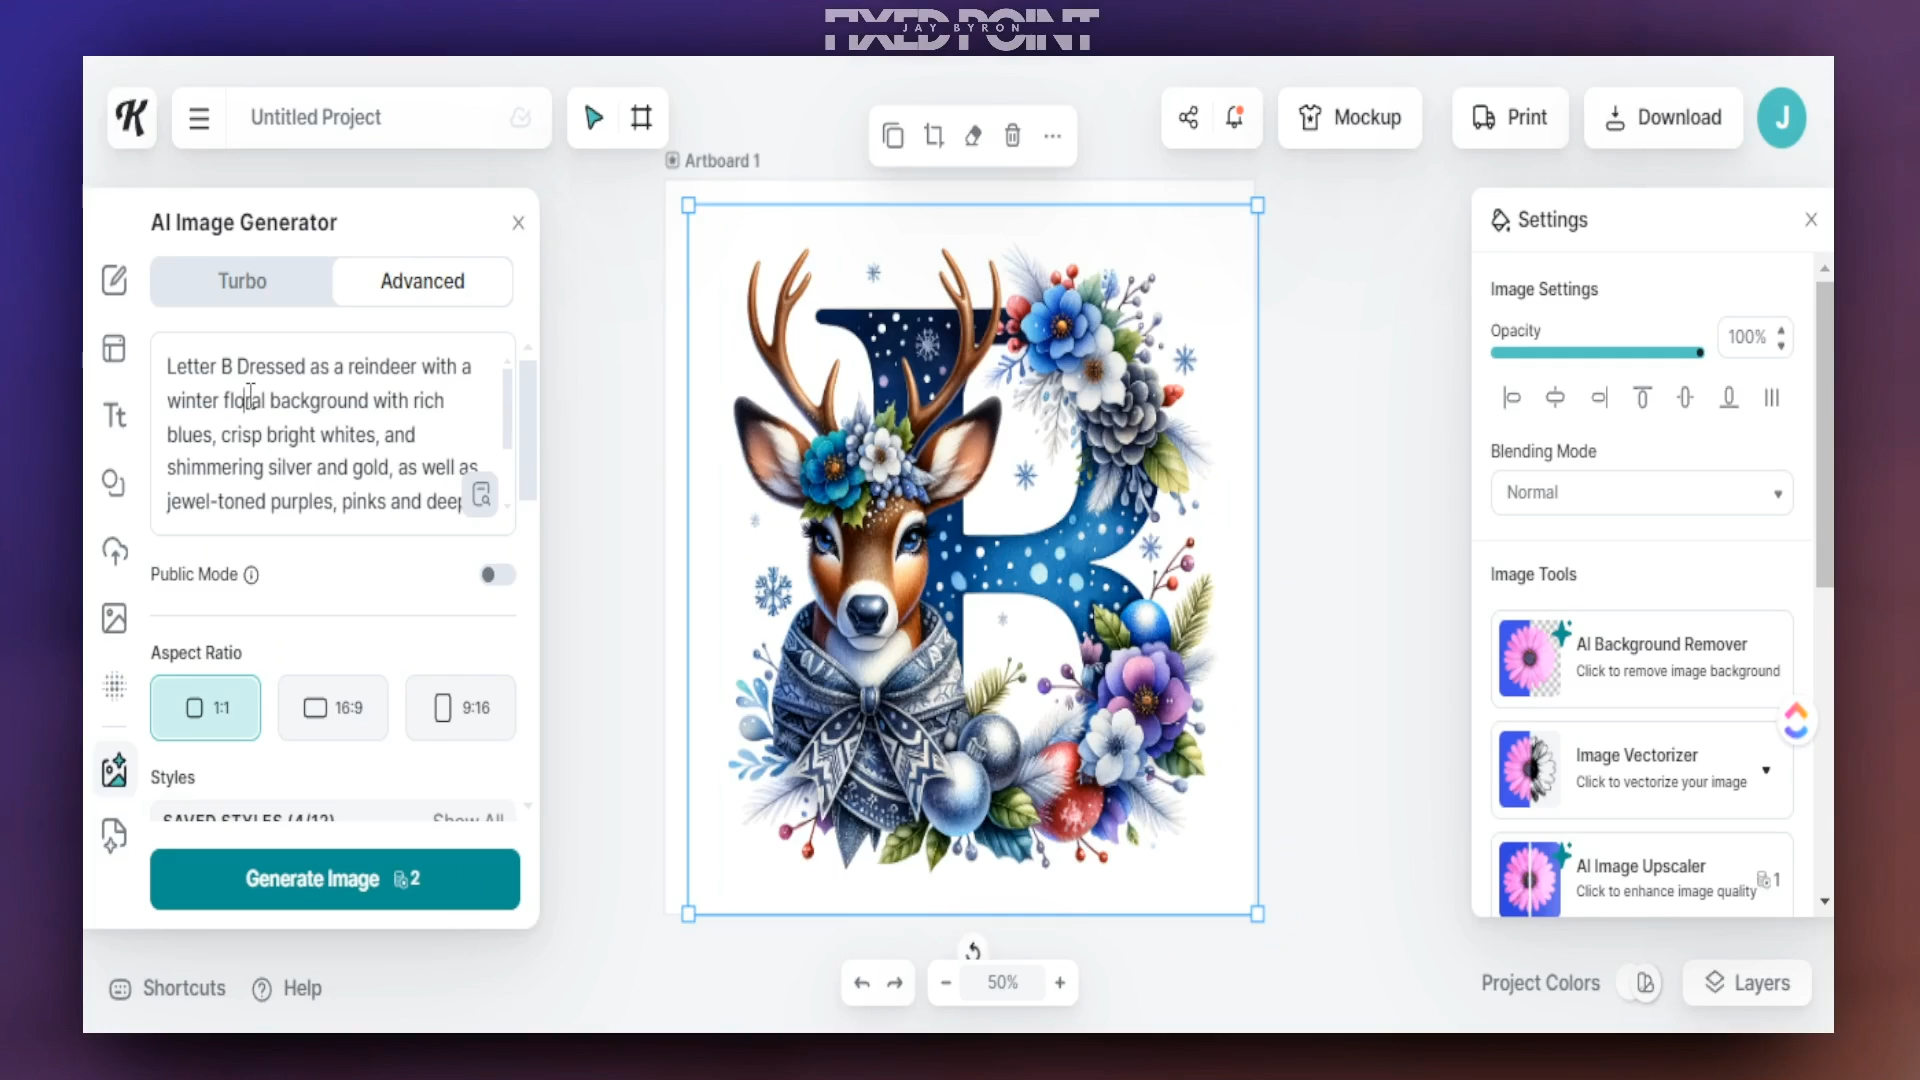 FIXED POINT
JAY BYRON
K
Untitled Project
Mockup
Print
Download
J
Artboard 1
AI Image Generator
Turbo
Advanced
Letter B Dressed as a reindeer with a
winter floral background with rich
blues, crisp bright whites, and
shimmering silver and gold, as well as
jewel-toned purples, pinks and deep
Public Mode
Aspect Ratio
1:1
16:9
9:16
Styles
SAVED STYLES (4/12)
Show All
Generate Image
2
Tt
B
Settings
Image Settings
Opacity
100%
Blending Mode
Normal
Image Tools
AI Background Remover
Click to remove image background
Image Vectorizer
Click to vectorize your image
AI Image Upscaler
Click to enhance image quality
1
Shortcuts
Help
50%
Project Colors
Layers